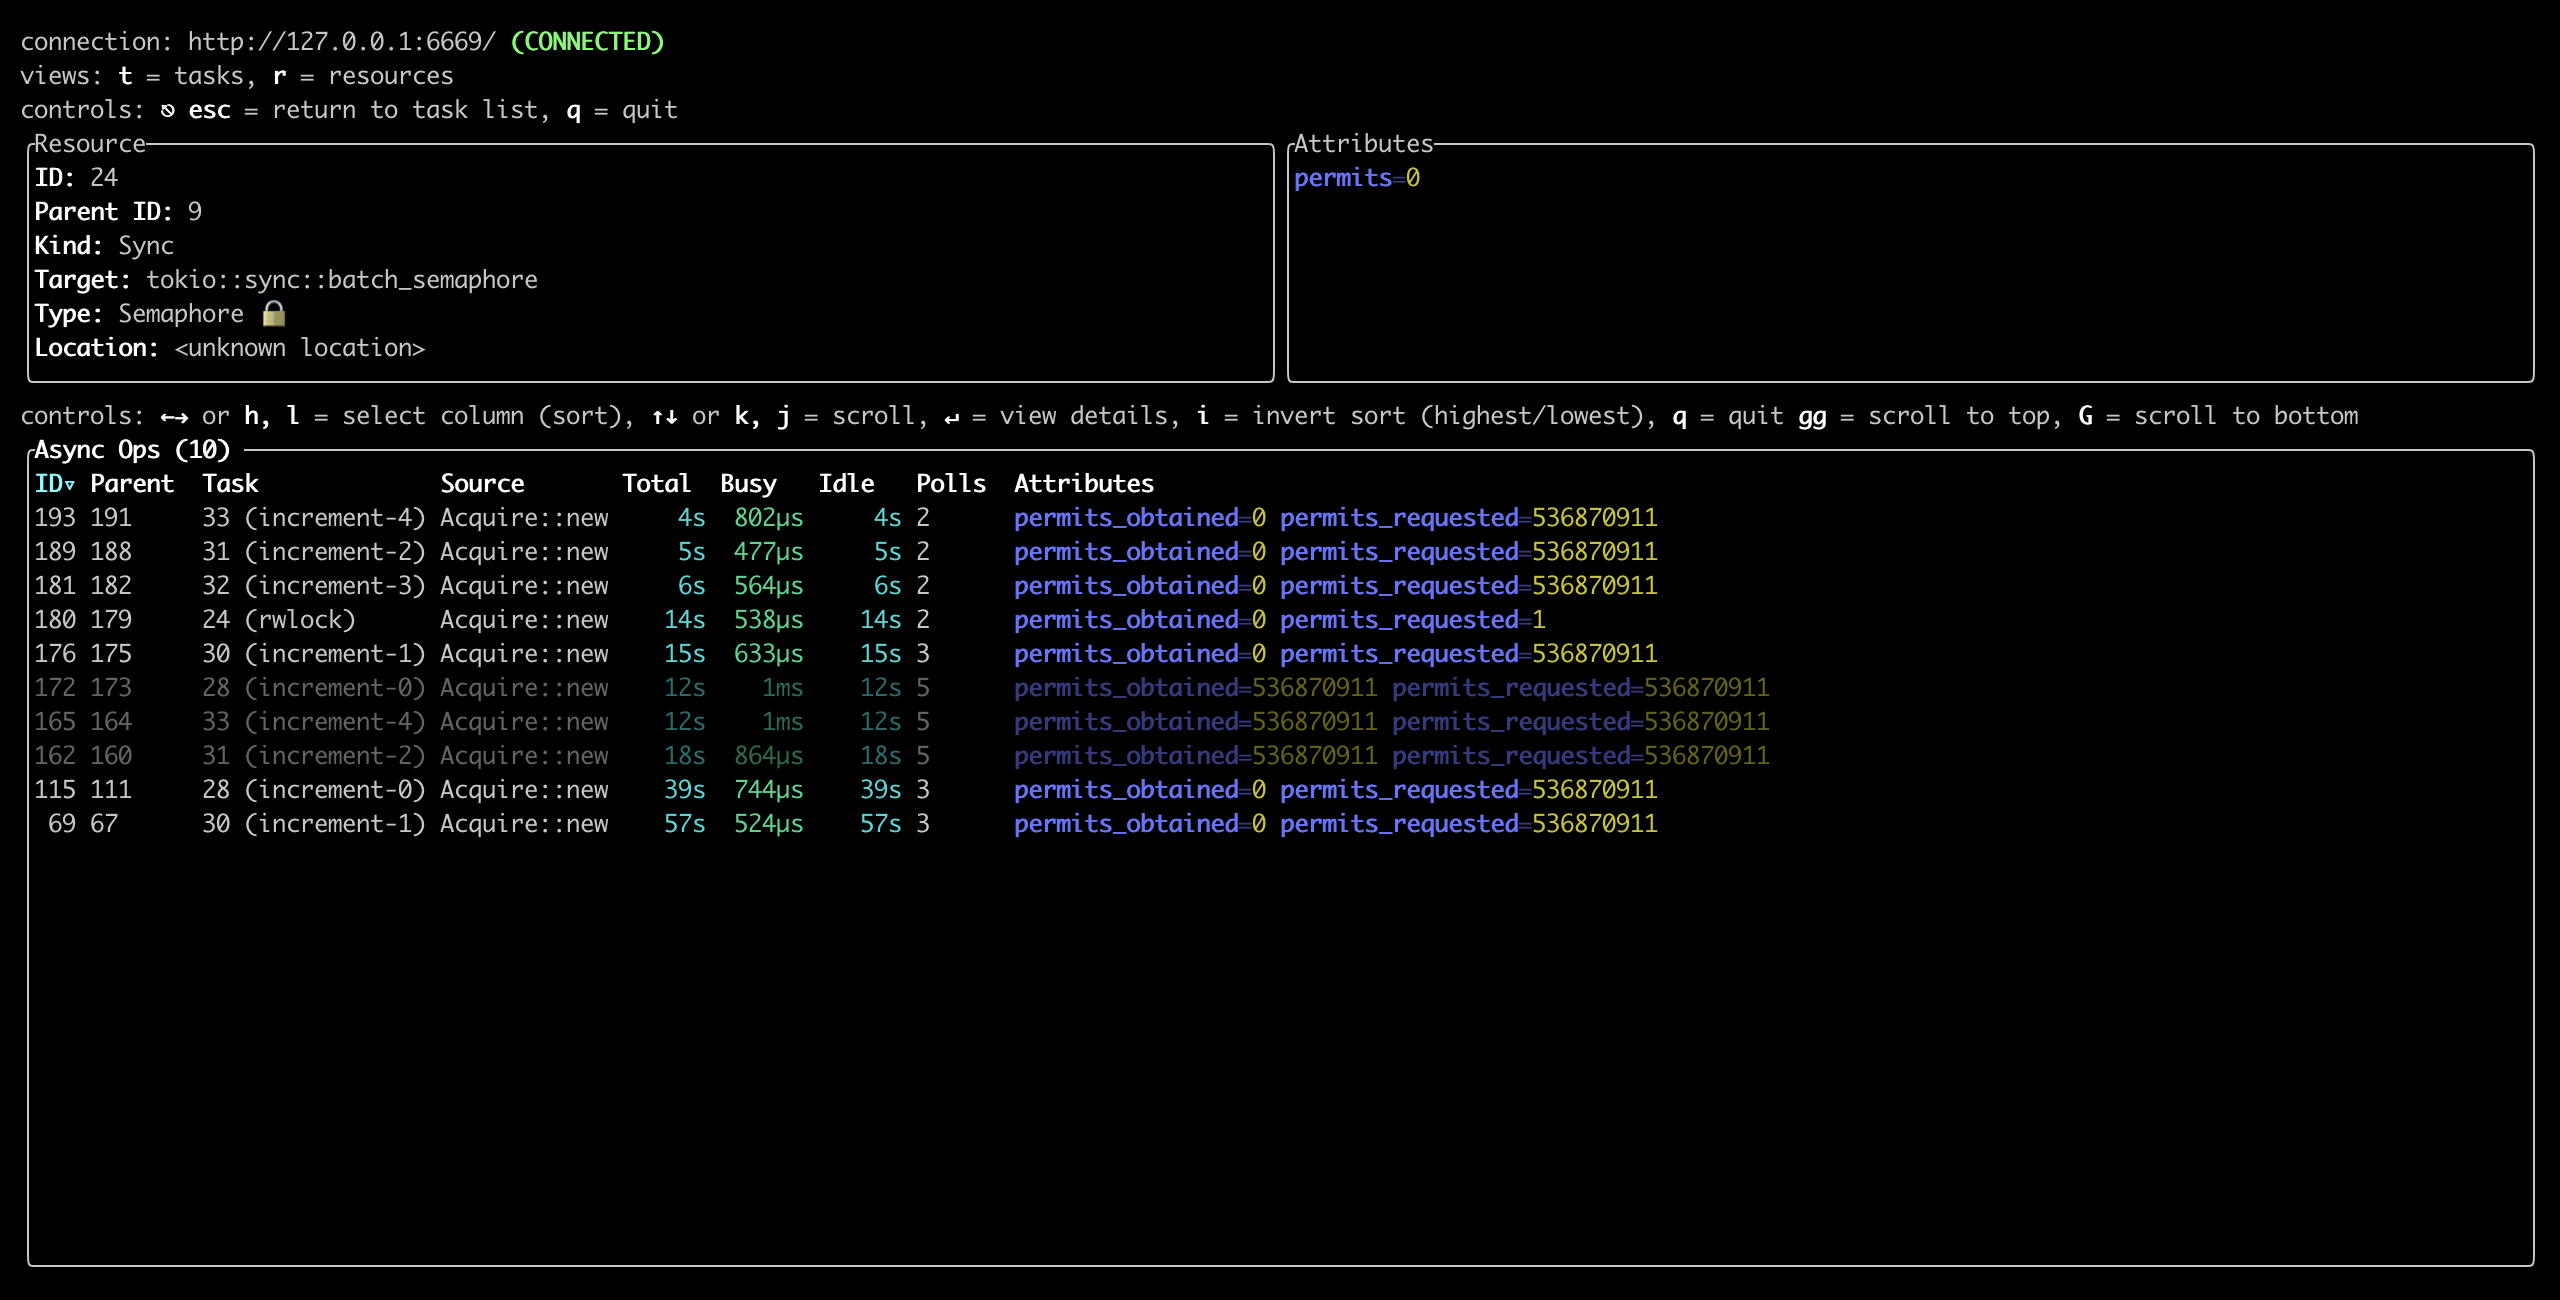 connection: http://127.0.0.1:6669/ (CONNECTED)
views: t = tasks, r = resources
controls: ⎋ esc = return to task list, q = quit
Resource
ID: 24
Parent ID: 9
Kind: Sync
Target: tokio::sync::batch_semaphore
Type: Semaphore 🔒
Location: <unknown location>
Attributes
permits=0
controls: ←→ or h, l = select column (sort), ↑↓ or k, j = scroll, ↵ = view details, i = invert sort (highest/lowest), q = quit gg = scroll to top, G = scroll to bottom
Async Ops (10)
ID▿ Parent Task Source Total Busy Idle Polls Attributes
193 191 33 (increment-4) Acquire::new 4s 802µs 4s 2 permits_obtained=0 permits_requested=536870911
189 188 31 (increment-2) Acquire::new 5s 477µs 5s 2 permits_obtained=0 permits_requested=536870911
181 182 32 (increment-3) Acquire::new 6s 564µs 6s 2 permits_obtained=0 permits_requested=536870911
180 179 24 (rwlock) Acquire::new 14s 538µs 14s 2 permits_obtained=0 permits_requested=1
176 175 30 (increment-1) Acquire::new 15s 633µs 15s 3 permits_obtained=0 permits_requested=536870911
172 173 28 (increment-0) Acquire::new 12s 1ms 12s 5 permits_obtained=536870911 permits_requested=536870911
165 164 33 (increment-4) Acquire::new 12s 1ms 12s 5 permits_obtained=536870911 permits_requested=536870911
162 160 31 (increment-2) Acquire::new 18s 864µs 18s 5 permits_obtained=536870911 permits_requested=536870911
115 111 28 (increment-0) Acquire::new 39s 744µs 39s 3 permits_obtained=0 permits_requested=536870911
69 67 30 (increment-1) Acquire::new 57s 524µs 57s 3 permits_obtained=0 permits_requested=536870911